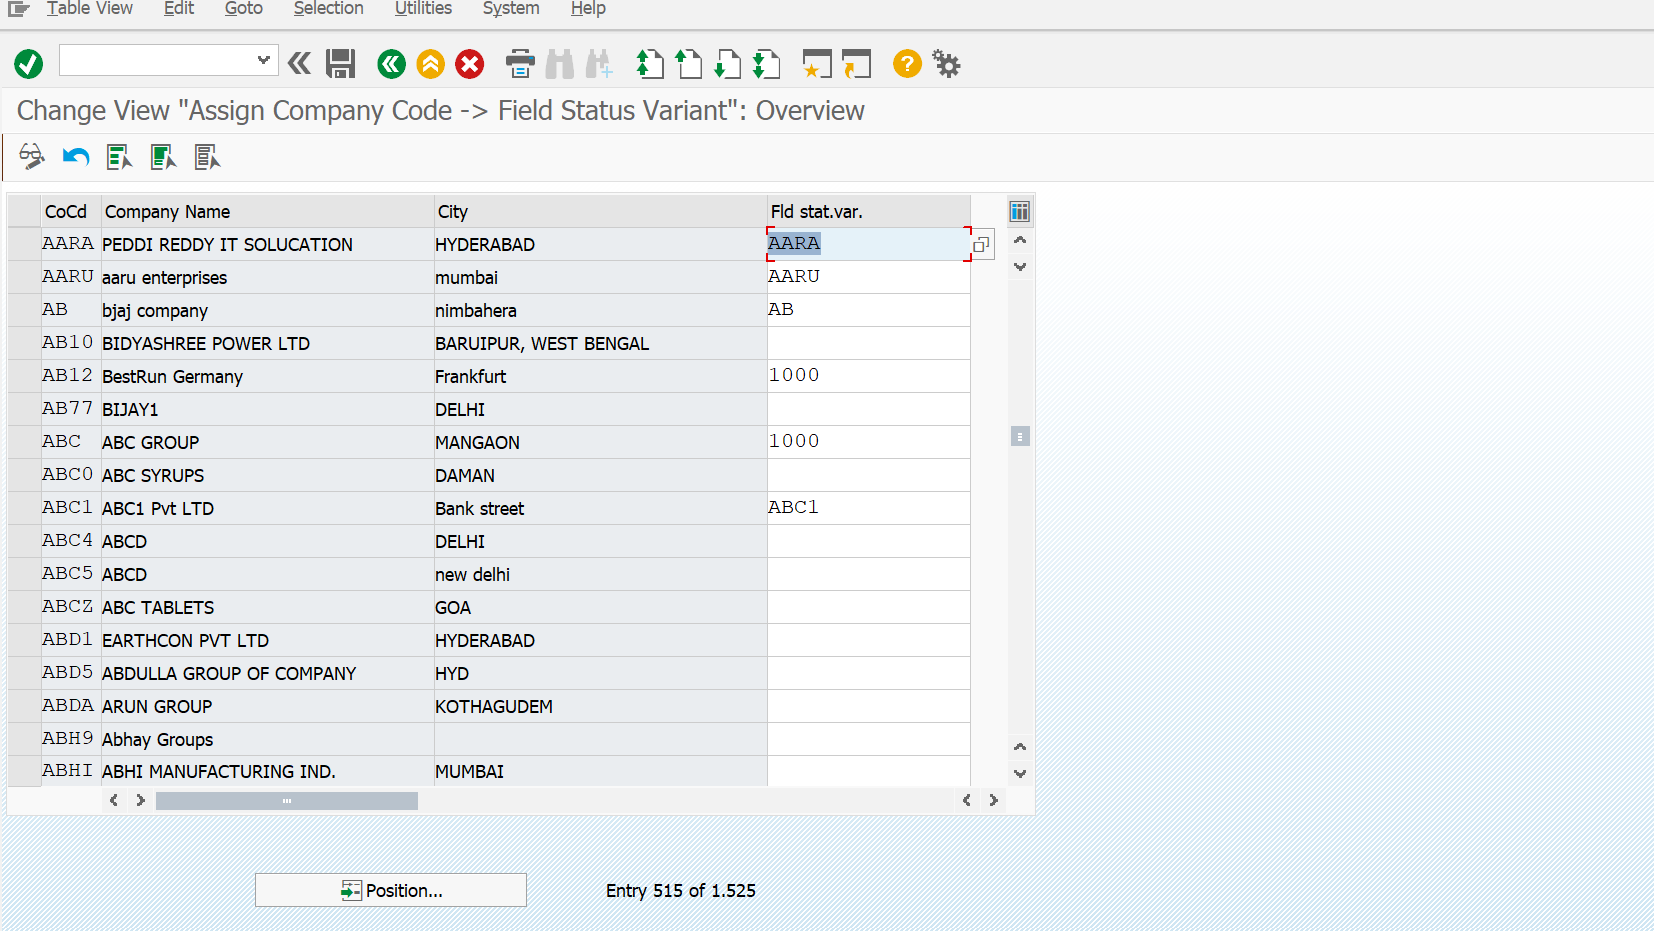 Table View Edit Goto Selection Utilities System Help
Change View "Assign Company Code -> Field Status Variant": Overview
CoCd Company Name City Fld stat.var.
AARA PEDDI REDDY IT SOLUCATION HYDERABAD AARA
AARU aaru enterprises mumbai AARU
AB bjaj company nimbahera AB
AB10 BIDYASHREE POWER LTD BARUIPUR, WEST BENGAL
AB12 BestRun Germany Frankfurt 1000
AB77 BIJAY1 DELHI
ABC ABC GROUP MANGAON 1000
ABC0 ABC SYRUPS DAMAN
ABC1 ABC1 Pvt LTD Bank street ABC1
ABC4 ABCD DELHI
ABC5 ABCD new delhi
ABCZ ABC TABLETS GOA
ABD1 EARTHCON PVT LTD HYDERABAD
ABD5 ABDULLA GROUP OF COMPANY HYD
ABDA ARUN GROUP KOTHAGUDEM
ABH9 Abhay Groups
ABHI ABHI MANUFACTURING IND. MUMBAI
Position... Entry 515 of 1.525